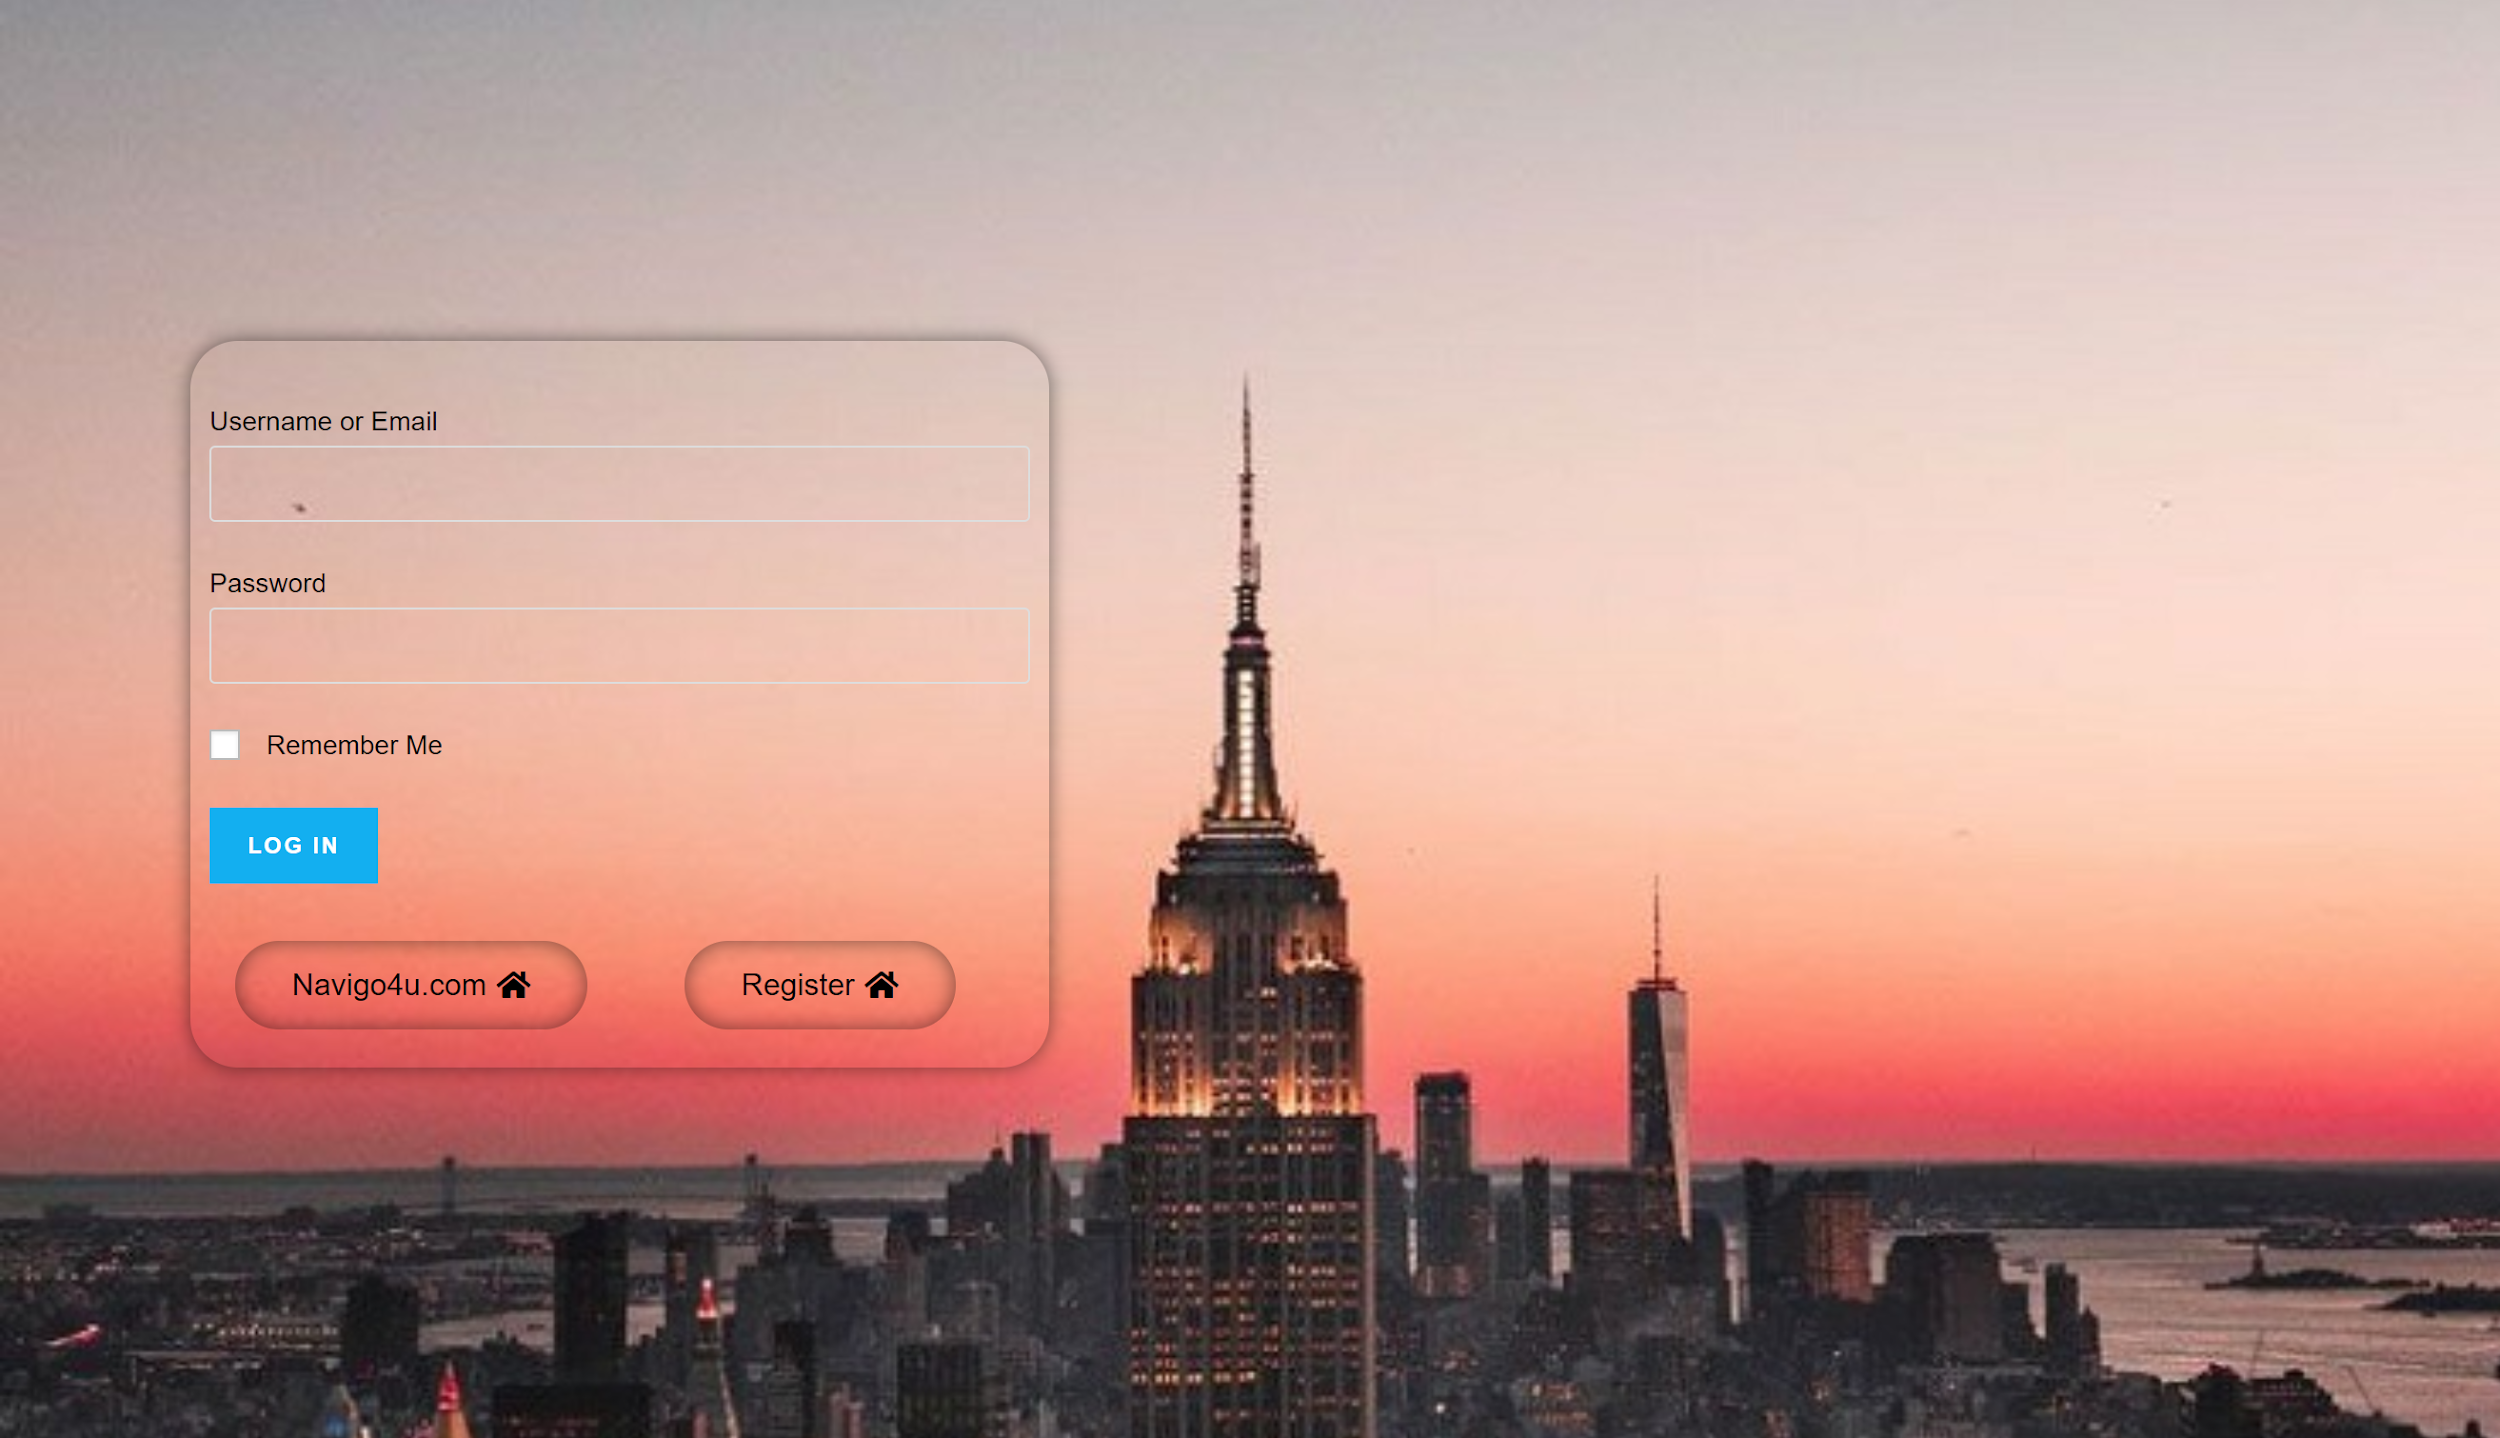 Username or Email
Password
Remember Me
LOG IN
Navigo4u.com
Register